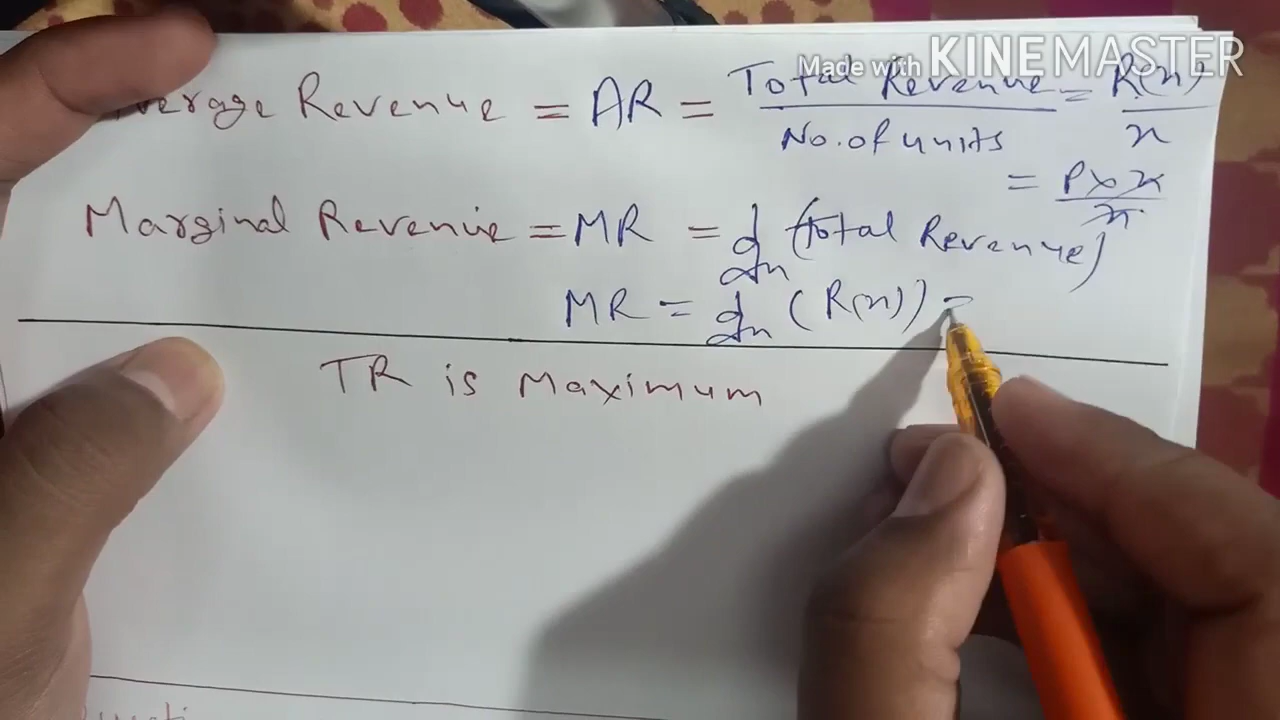 Made with KINEMASTER
Average Revenue = AR = Total Revenue / No. of units = R(x) / x
= P × x / x
Marginal Revenue = MR = d/dx (Total Revenue)
MR = d/dx (R(x)) =
TR is Maximum